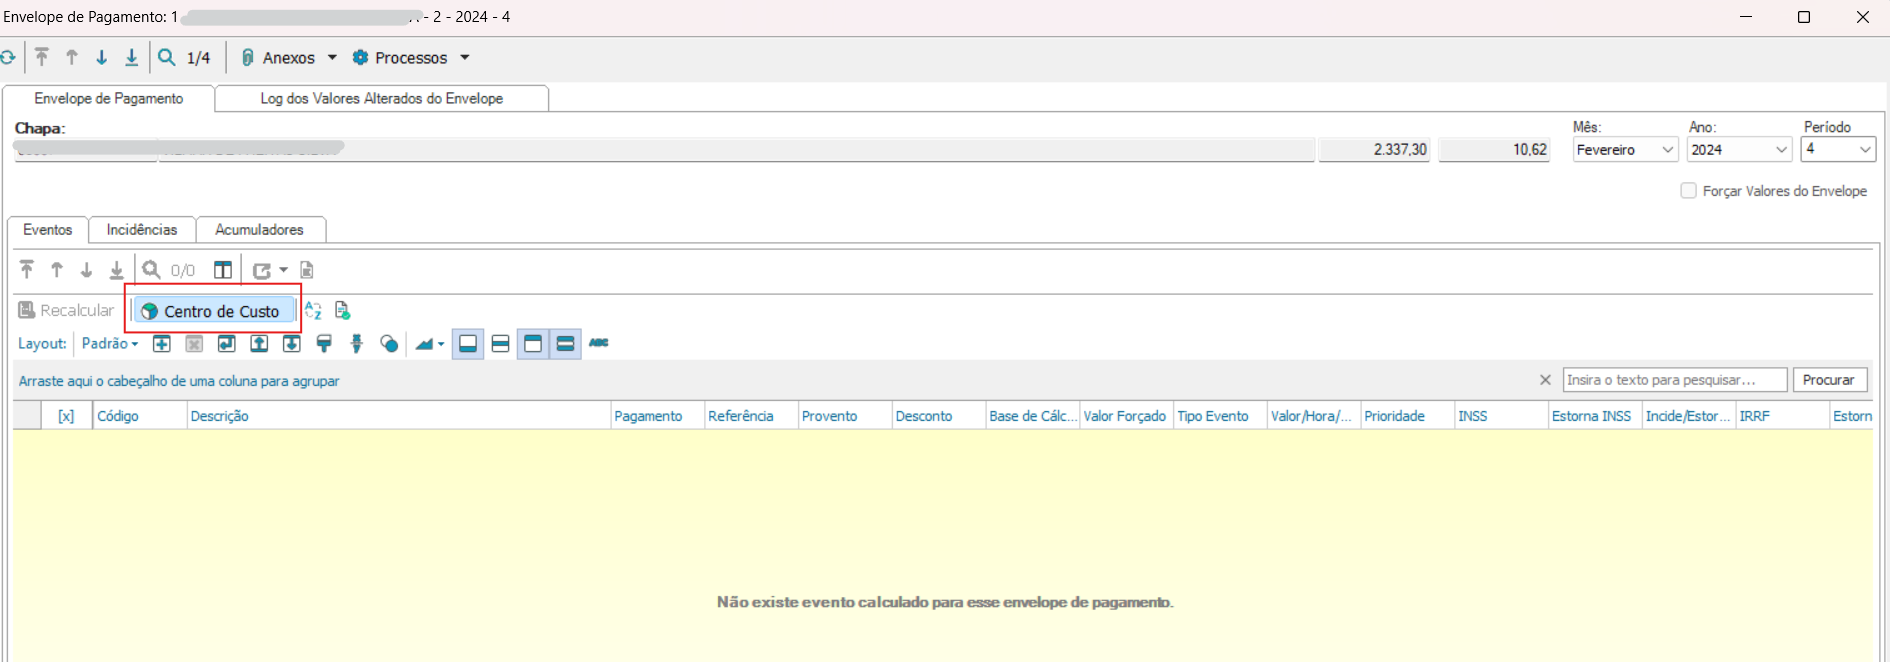 Envelope de Pagamento: 1 - 2 - 2024 - 4
1/4 Anexos Processos
Envelope de Pagamento Log dos Valores Alterados do Envelope
Chapa: Mês: Ano: Período
2.337,30 10,62 Fevereiro 2024 4
Forçar Valores do Envelope
Eventos Incidências Acumuladores
0/0
Recalcular Centro de Custo
Layout: Padrão ABC
Arraste aqui o cabeçalho de uma coluna para agrupar Insira o texto para pesquisar... Procurar
[x] Código Descrição Pagamento Referência Provento Desconto Base de Cálc... Valor Forçado Tipo Evento Valor/Hora/... Prioridade INSS Estorna INSS Incide/Estor... IRRF Estorn
Não existe evento calculado para esse envelope de pagamento.